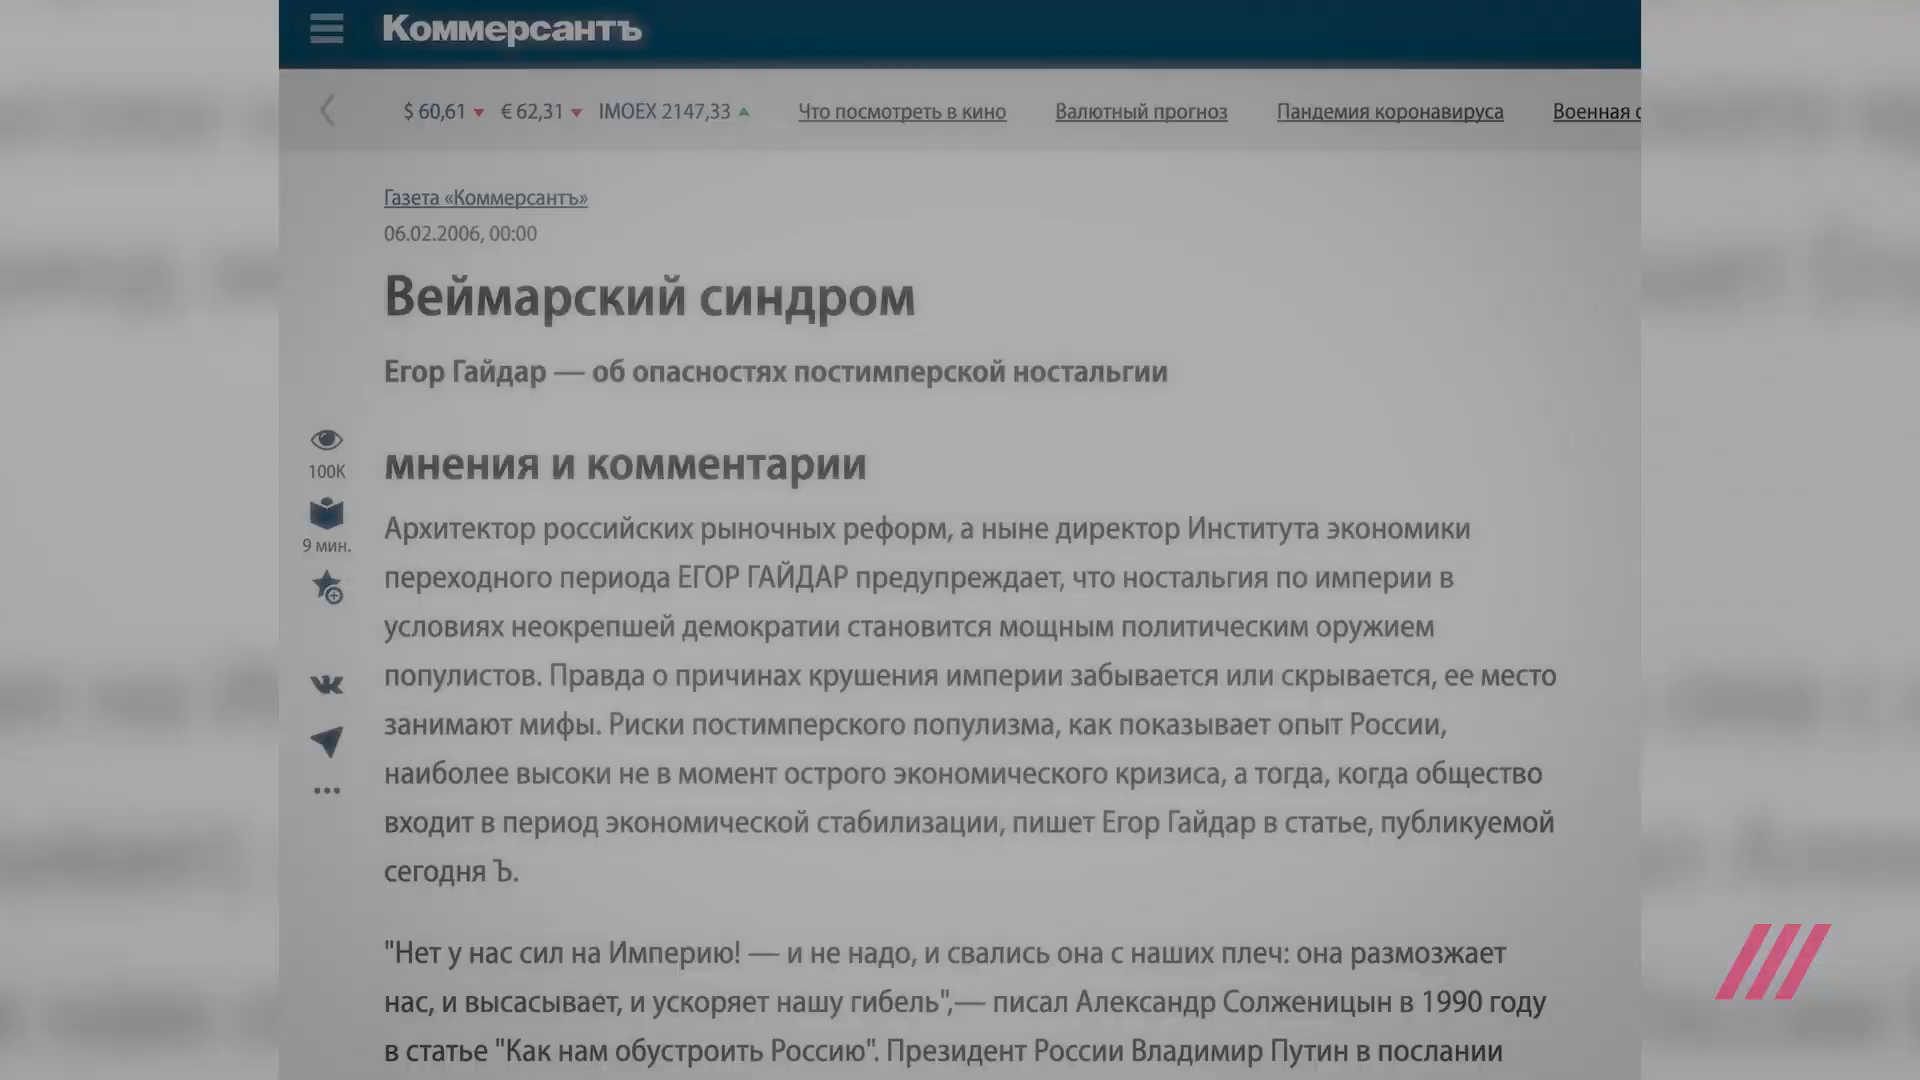 Коммерсантъ
$ 60,61 € 62,31 IMOEX 2147,33 Что посмотреть в кино Валютный прогноз Пандемия коронавируса Военная
Газета «Коммерсантъ»
06.02.2006, 00:00
Веймарский синдром
Егор Гайдар — об опасностях постимперской ностальгии
100K
мнения и комментарии
9 мин.
Архитектор российских рыночных реформ, а ныне директор Института экономики
переходного периода ЕГОР ГАЙДАР предупреждает, что ностальгия по империи в
условиях неокрепшей демократии становится мощным политическим оружием
популистов. Правда о причинах крушения империи забывается или скрывается, ее место
занимают мифы. Риски постимперского популизма, как показывает опыт России,
наиболее высоки не в момент острого экономического кризиса, а тогда, когда общество
входит в период экономической стабилизации, пишет Егор Гайдар в статье, публикуемой
сегодня Ъ.
"Нет у нас сил на Империю! — и не надо, и свались она с наших плеч: она размозжает
нас, и высасывает, и ускоряет нашу гибель",— писал Александр Солженицын в 1990 году
в статье "Как нам обустроить Россию". Президент России Владимир Путин в послании